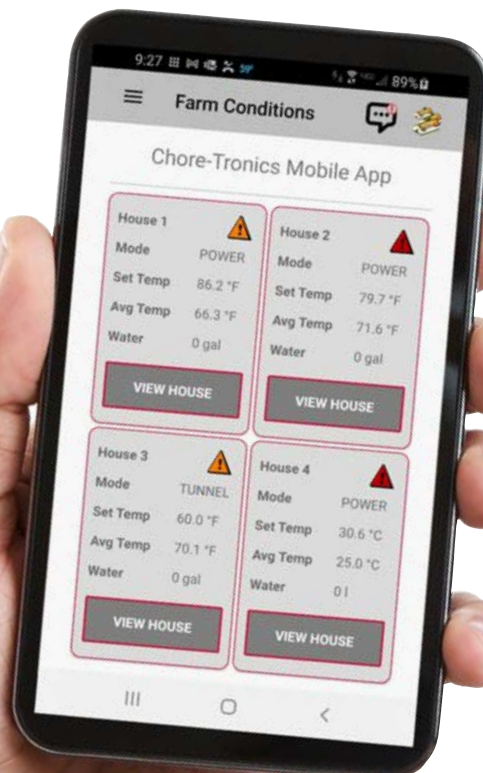 9:27 59° 89%
Farm Conditions
Chore-Tronics Mobile App
House 1
Mode POWER
Set Temp 86.2 °F
Avg Temp 66.3 °F
Water 0 gal
VIEW HOUSE
House 2
Mode POWER
Set Temp 79.7 °F
Avg Temp 71.6 °F
Water 0 gal
VIEW HOUSE
House 3
Mode TUNNEL
Set Temp 60.0 °F
Avg Temp 70.1 °F
Water 0 gal
VIEW HOUSE
House 4
Mode POWER
Set Temp 30.6 °C
Avg Temp 25.0 °C
Water 0 l
VIEW HOUSE